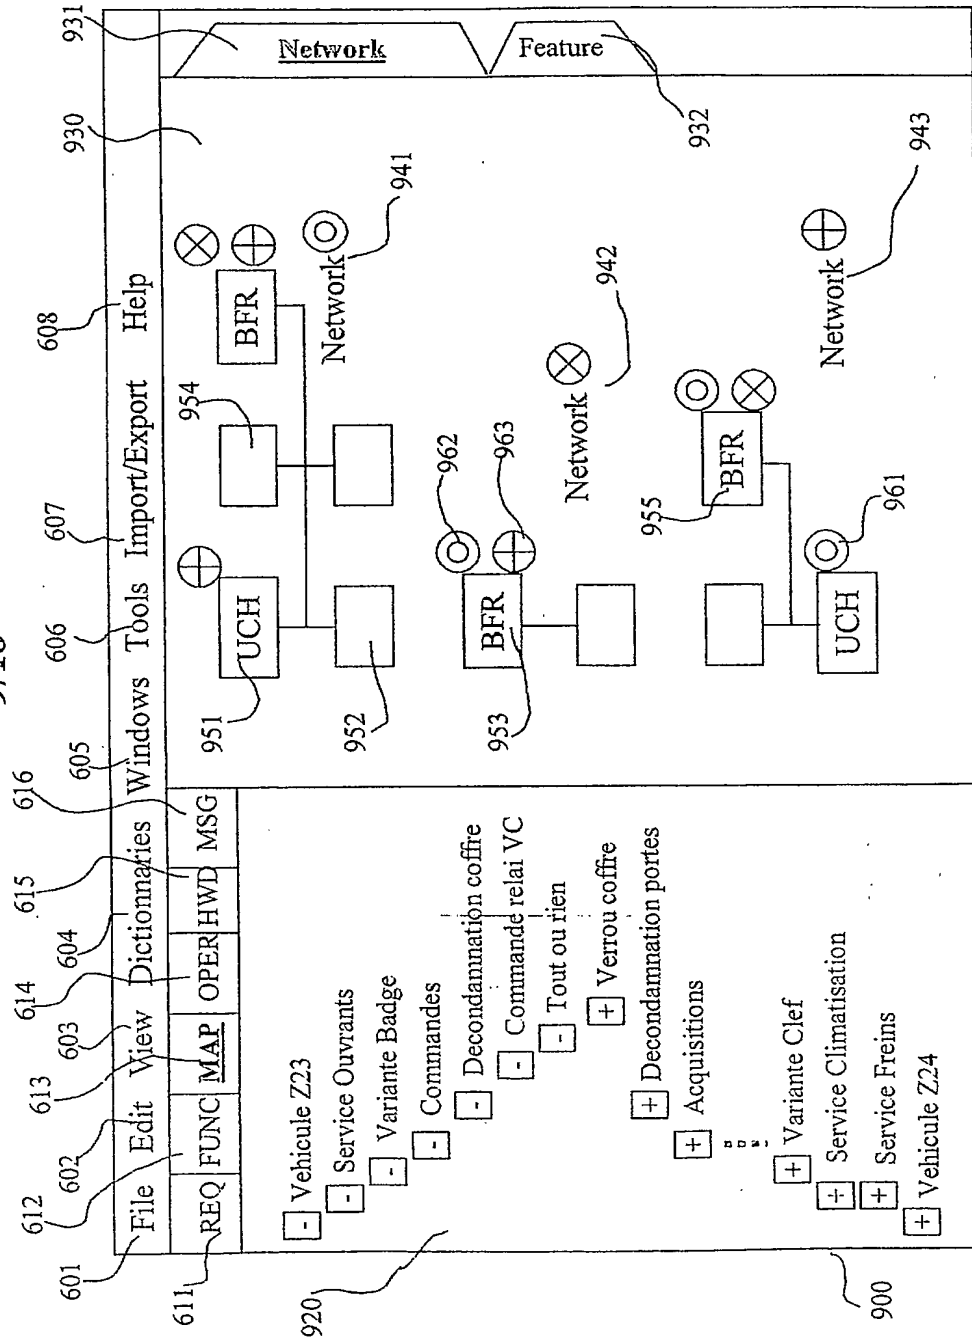 9/18
931
930
608
607
606
605
616
615
604
614
603
613
602
612
601
611
File Edit View Dictionnaries Windows Tools Import/Export Help
REQ FUNC MAP OPER HWD MSG
Network
Feature
932
- Vehicule Z23
- Service Ouvrants
- Variante Badge
- Commandes
- Decondamnation coffre
- Commande relai VC
- Tout ou rien
+ Verrou coffre
+ Decondamnation portes
+ Acquisitions
+ Variante Clef
+ Service Climatisation
+ Service Freins
+ Vehicule Z24
920
900
951
UCH
952
954
BFR
Network
941
953
BFR
962
963
Network
942
955
BFR
UCH
961
Network
943